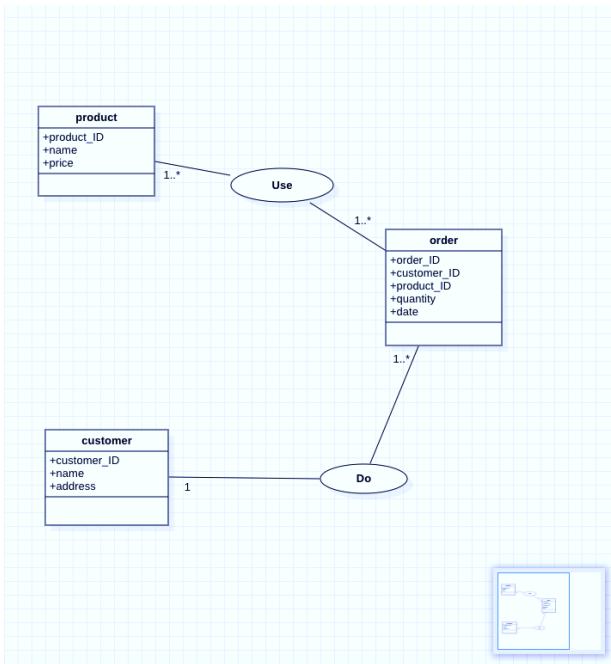 product
+product_ID
+name
+price
1..*
Use
1..*
order
+order_ID
+customer_ID
+product_ID
+quantity
+date
1..*
customer
+customer_ID
+name
+address
1
Do